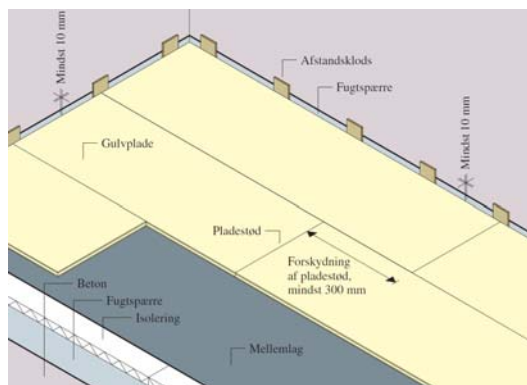 Mindst 10 mm
Afstandsklods
Fugtspærre
Mindst 10 mm
Gulvplade
Pladestød
Forskydning
af pladestød,
mindst 300 mm
Beton
Fugtspærre
Isolering
Mellemlag